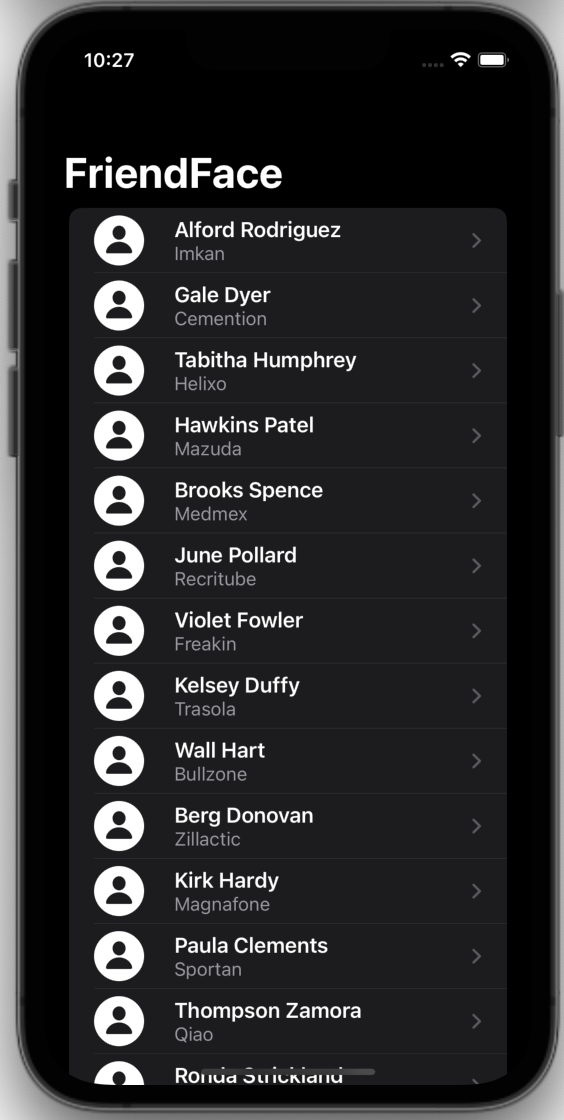 10:27
FriendFace
Alford Rodriguez
Imkan
Gale Dyer
Cemention
Tabitha Humphrey
Helixo
Hawkins Patel
Mazuda
Brooks Spence
Medmex
June Pollard
Recritube
Violet Fowler
Freakin
Kelsey Duffy
Trasola
Wall Hart
Bullzone
Berg Donovan
Zillactic
Kirk Hardy
Magnafone
Paula Clements
Sportan
Thompson Zamora
Qiao
Ronda Strickland